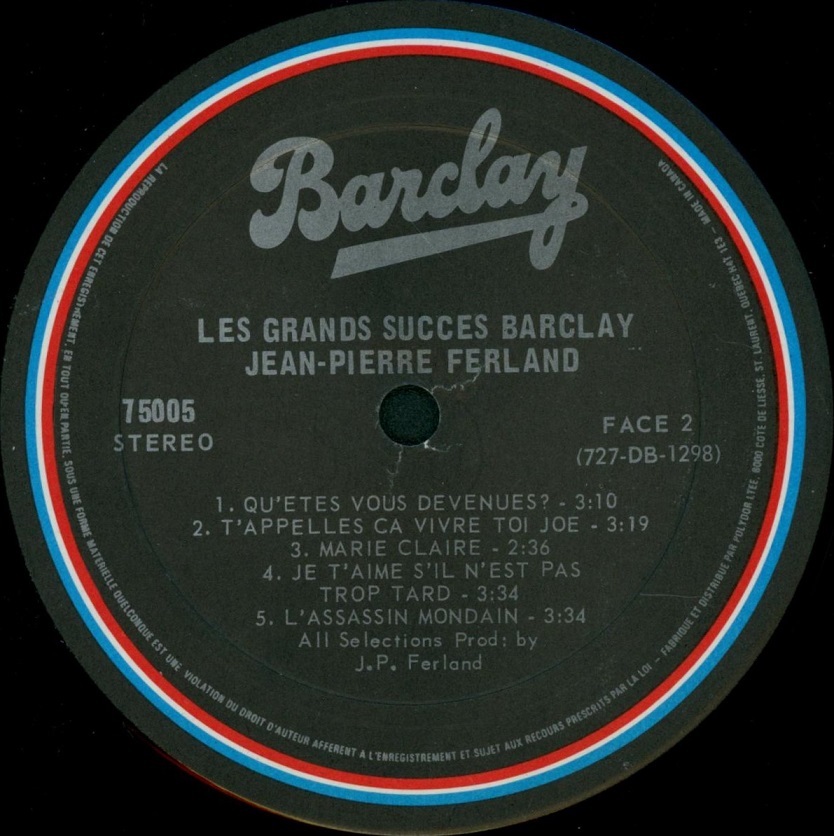 Barclay
LES GRANDS SUCCES BARCLAY
JEAN-PIERRE FERLAND
75005
STEREO
FACE 2
(727-DB-1298)
1. QU'ETES VOUS DEVENUES? - 3:10
2. T'APPELLES CA VIVRE TOI JOE - 3:19
3. MARIE CLAIRE - 2:36
4. JE T'AIME S'IL N'EST PAS
TROP TARD - 3:34
5. L'ASSASSIN MONDAIN - 3:34
All Selections Prod: by
J.P. Ferland
LA REPRODUCTION DE CET ENREGISTREMENT, EN TOUT OU EN PARTIE, SOUS UNE FORME MATERIELLE QUELCONQUE EST UNE VIOLATION DU DROIT D'AUTEUR AFFERENT A L'ENREGISTREMENT ET SUJET AUX RECOURS PRESCRITS PAR LA LOI – FABRIQUE ET DISTRIBUE PAR POLYDOR LTEE, 8000 COTE DE LIESSE, ST. LAURENT, QUEBEC H4T 1E3 – MADE IN CANADA